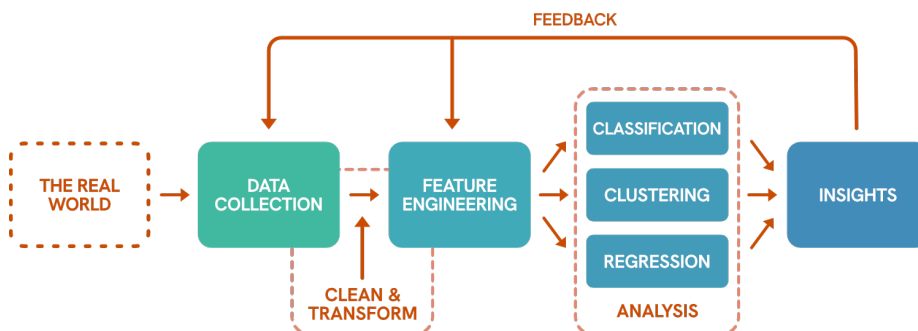 FEEDBACK
THE REAL
WORLD
DATA
COLLECTION
CLEAN &
TRANSFORM
FEATURE
ENGINEERING
CLASSIFICATION
CLUSTERING
REGRESSION
ANALYSIS
INSIGHTS